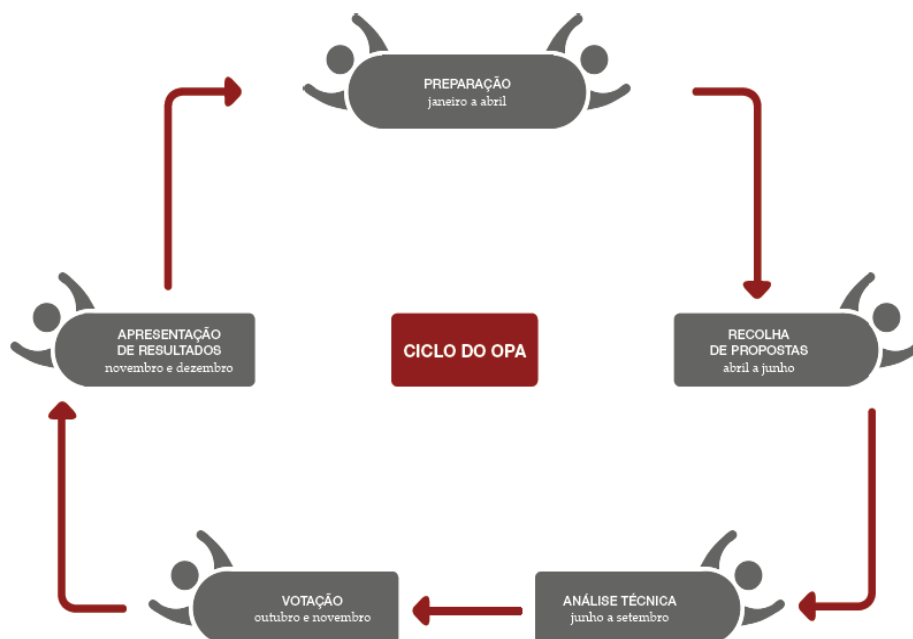 PREPARAÇÃO
janeiro a abril
APRESENTAÇÃO
DE RESULTADOS
novembro e dezembro
CICLO DO OPA
RECOLHA
DE PROPOSTAS
abril a junho
VOTAÇÃO
outubro e novembro
ANÁLISE TÉCNICA
junho a setembro